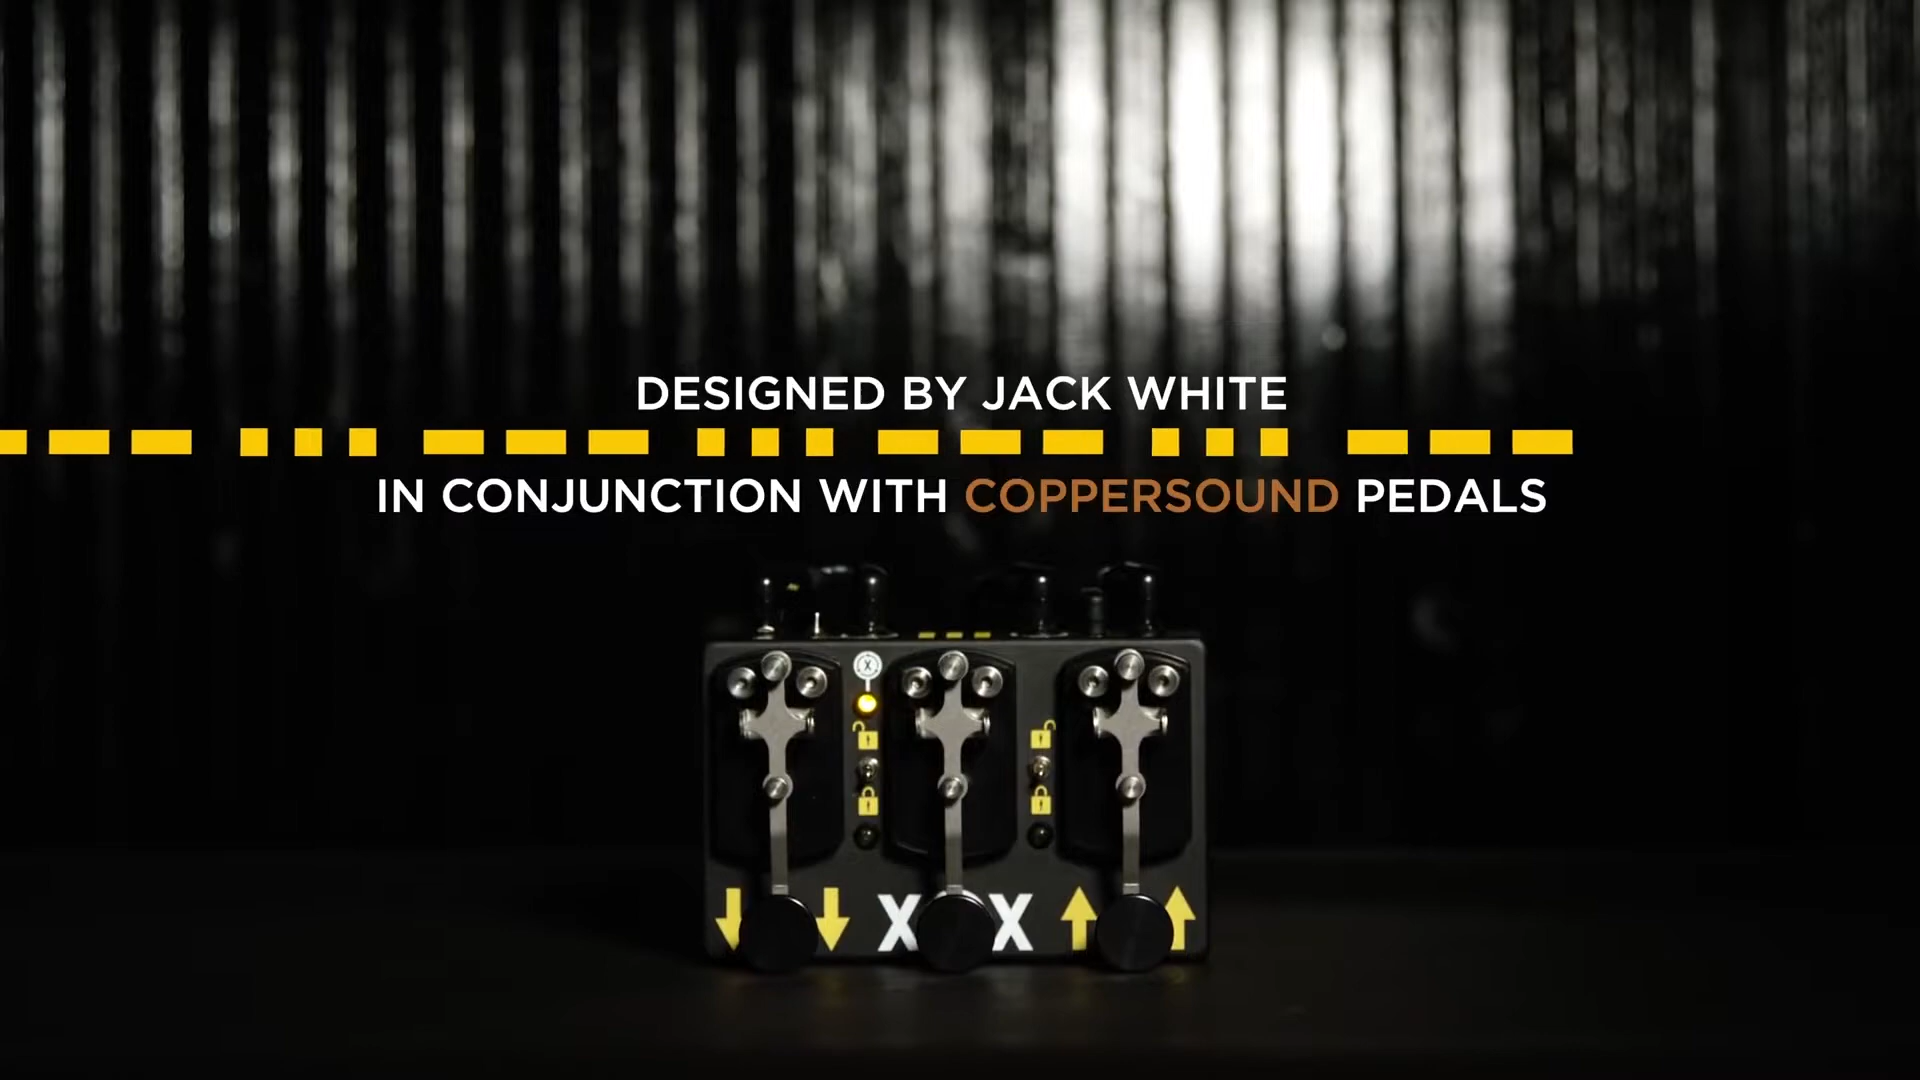 DESIGNED BY JACK WHITE
IN CONJUNCTION WITH COPPERSOUND PEDALS
X
X X